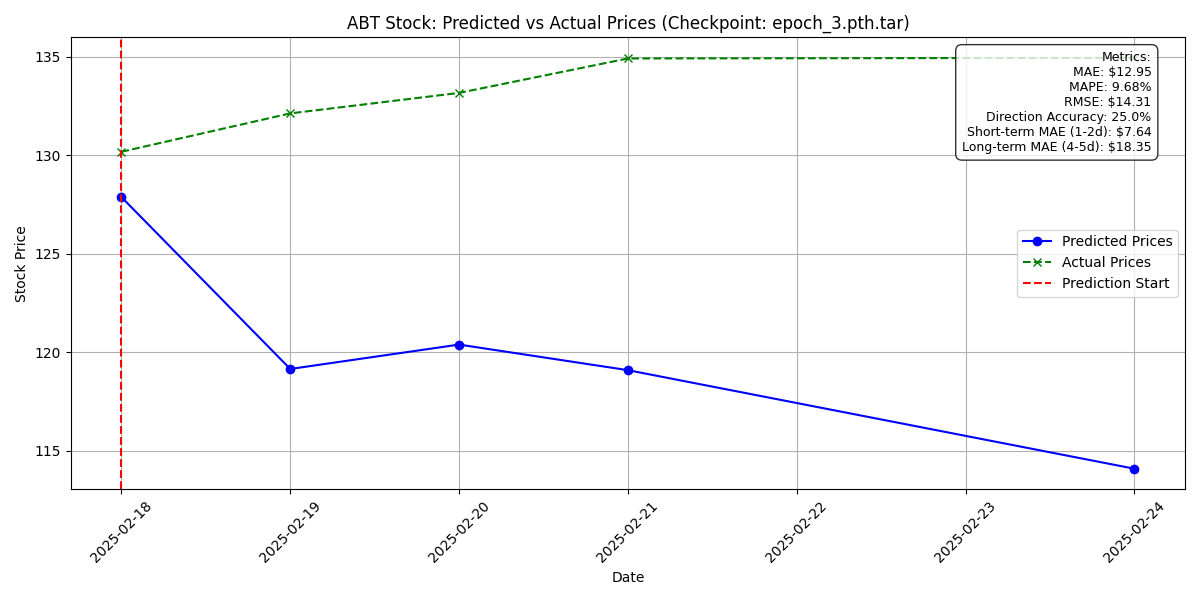 ABT Stock: Predicted vs Actual Prices (Checkpoint: epoch_3.pth.tar)
Metrics:
MAE: $12.95
MAPE: 9.68%
RMSE: $14.31
Direction Accuracy: 25.0%
Short-term MAE (1-2d): $7.64
Long-term MAE (4-5d): $18.35
Predicted Prices
Actual Prices
Prediction Start
Stock Price
135
130
125
120
115
2025-02-18
2025-02-19
2025-02-20
2025-02-21
2025-02-22
2025-02-23
2025-02-24
Date